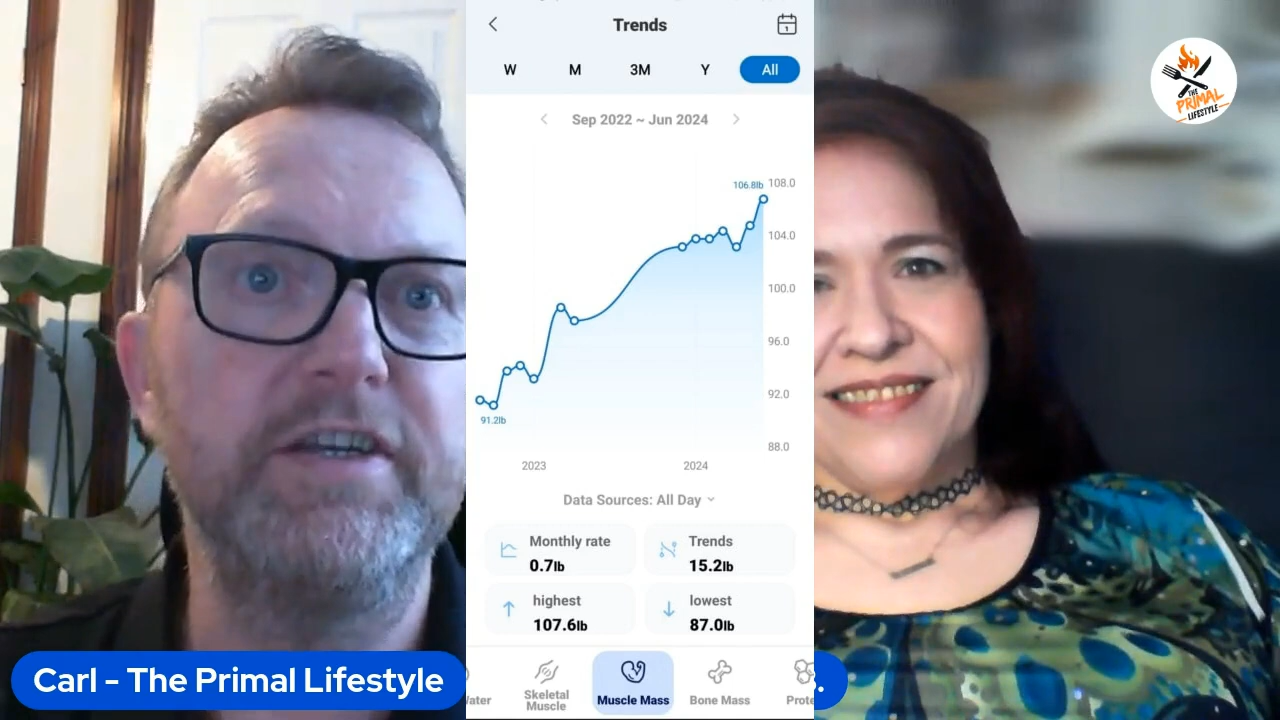 Trends
1
W M 3M Y All
Sep 2022 ~ Jun 2024
106.8lb
108.0
104.0
100.0
96.0
92.0
88.0
91.2lb
2023 2024
Data Sources: All Day
Monthly rate
0.7lb
Trends
15.2lb
highest
107.6lb
lowest
87.0lb
Skeletal
Muscle
Muscle Mass
Bone Mass
THE
PRIMAL
LIFESTYLE
Carl - The Primal Lifestyle